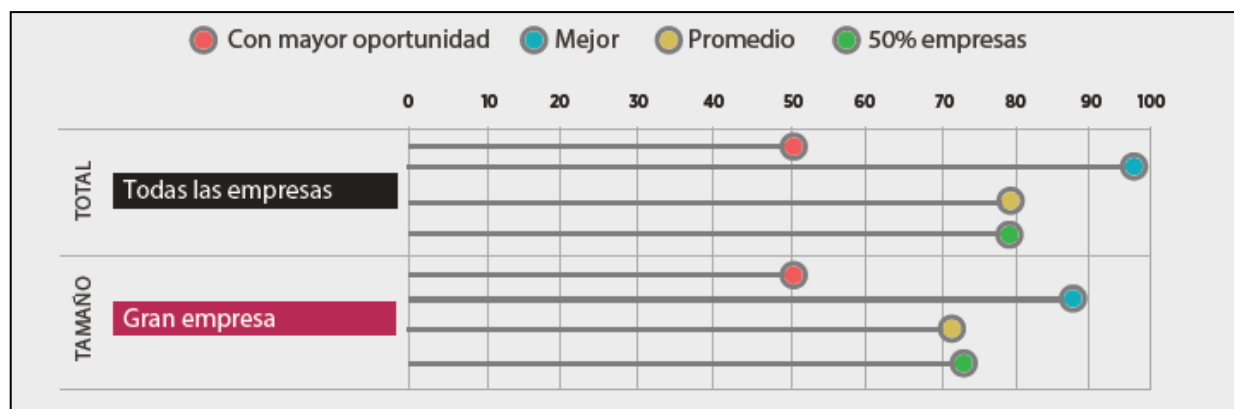 Con mayor oportunidad Mejor Promedio 50% empresas
0 10 20 30 40 50 60 70 80 90 100
TOTAL
Todas las empresas
TAMAÑO
Gran empresa